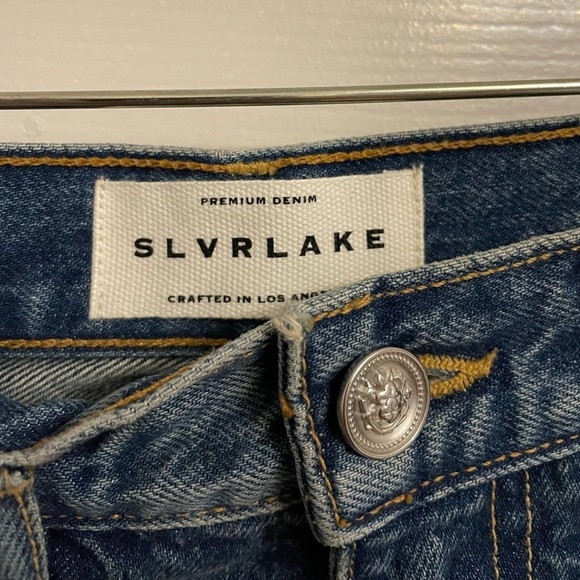 PREMIUM DENIM
SLVRLAKE
CRAFTED IN LOS